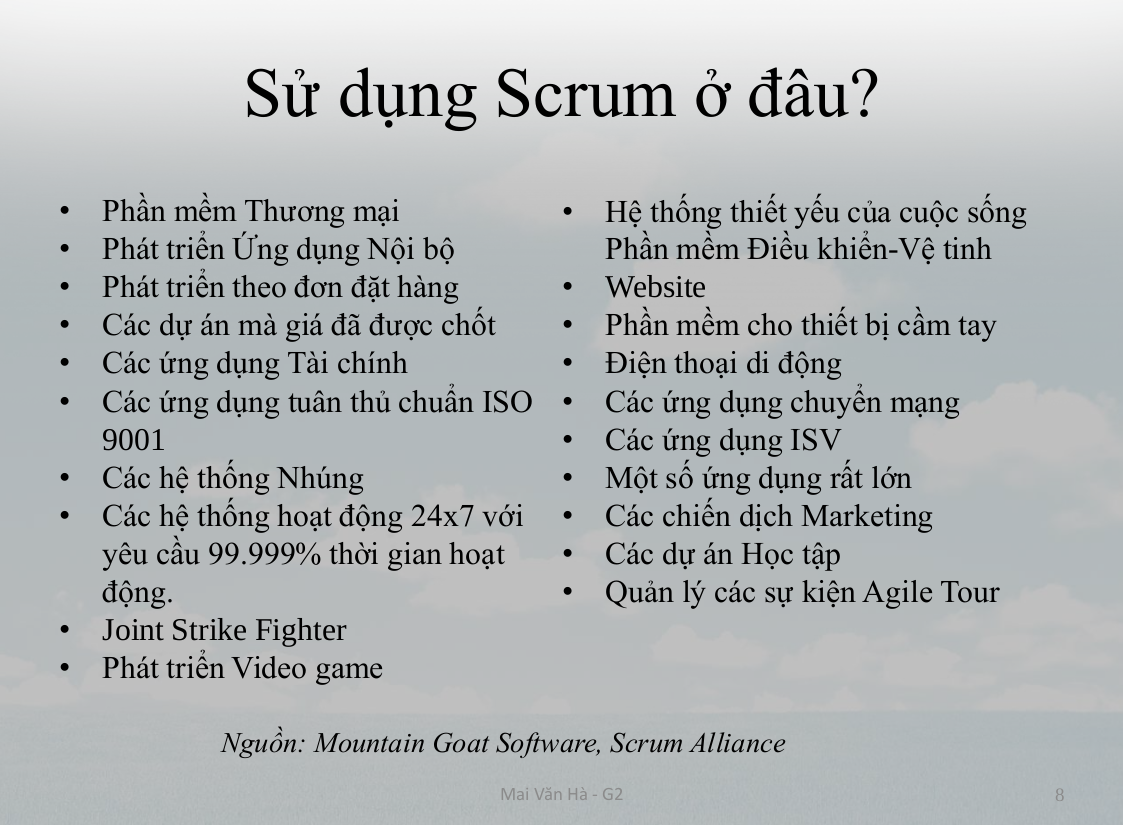 Sử dụng Scrum ở đâu?
• Phần mềm Thương mại
• Phát triển Ứng dụng Nội bộ
• Phát triển theo đơn đặt hàng
• Các dự án mà giá đã được chốt
• Các ứng dụng Tài chính
• Các ứng dụng tuân thủ chuẩn ISO
9001
• Các hệ thống Nhúng
• Các hệ thống hoạt động 24x7 với
yêu cầu 99.999% thời gian hoạt
động.
• Joint Strike Fighter
• Phát triển Video game
• Hệ thống thiết yếu của cuộc sống
Phần mềm Điều khiển-Vệ tinh
• Website
• Phần mềm cho thiết bị cầm tay
• Điện thoại di động
• Các ứng dụng chuyển mạng
• Các ứng dụng ISV
• Một số ứng dụng rất lớn
• Các chiến dịch Marketing
• Các dự án Học tập
• Quản lý các sự kiện Agile Tour
Nguồn: Mountain Goat Software, Scrum Alliance
Mai Văn Hà - G2
8